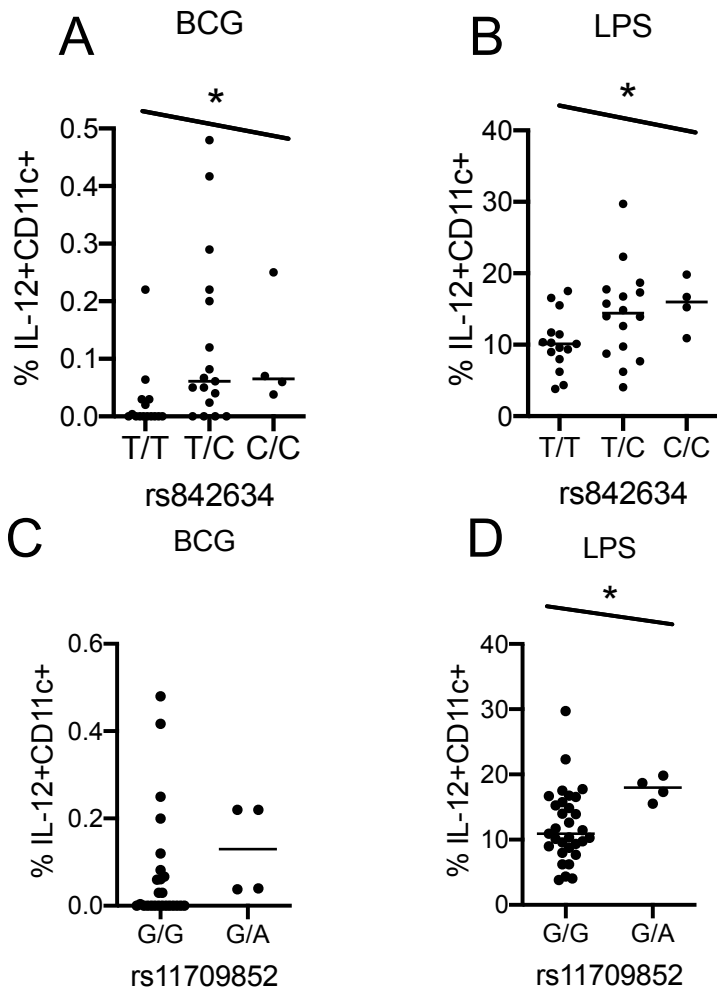 A
BCG
*
% IL-12+CD11c+
0.5
0.4
0.3
0.2
0.1
0.0
T/T T/C C/C
rs842634
B
LPS
*
% IL-12+CD11c+
40
30
20
10
0
T/T T/C C/C
rs842634
C
BCG
% IL-12+CD11c+
0.6
0.4
0.2
0.0
G/G G/A
rs11709852
D
LPS
*
% IL-12+CD11c+
40
30
20
10
0
G/G G/A
rs11709852